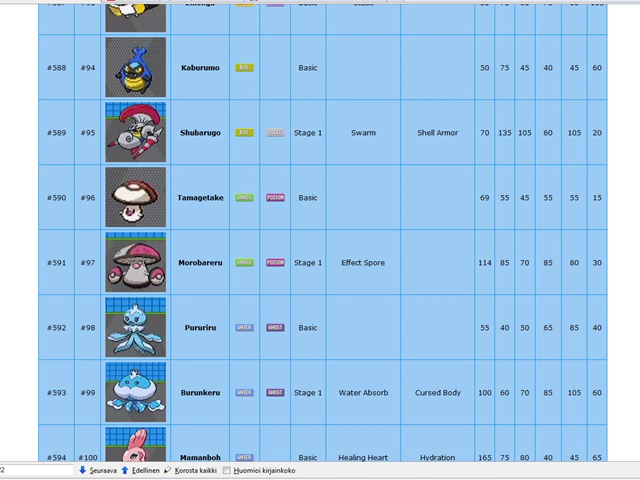 #588 #94 Kaburumo BUG Basic 50 75 45 40 45 60
#589 #95 Shubarugo BUG Stage 1 Swarm Shell Armor 70 135 105 60 105 20
#590 #96 Tamagetake GRASS POISON Basic 69 55 45 55 55 15
#591 #97 Morobareru GRASS POISON Stage 1 Effect Spore 114 85 70 85 80 30
#592 #98 Pururiru WATER GHOST Basic 55 40 50 65 85 40
#593 #99 Burunkeru WATER GHOST Stage 1 Water Absorb Cursed Body 100 60 70 85 105 60
#594 #100 Mamanboh WATER Basic Healing Heart Hydration 165 75 80 40 45 65
22 Seuraava Edellinen Korosta kaikki Huomioi kirjainkoko